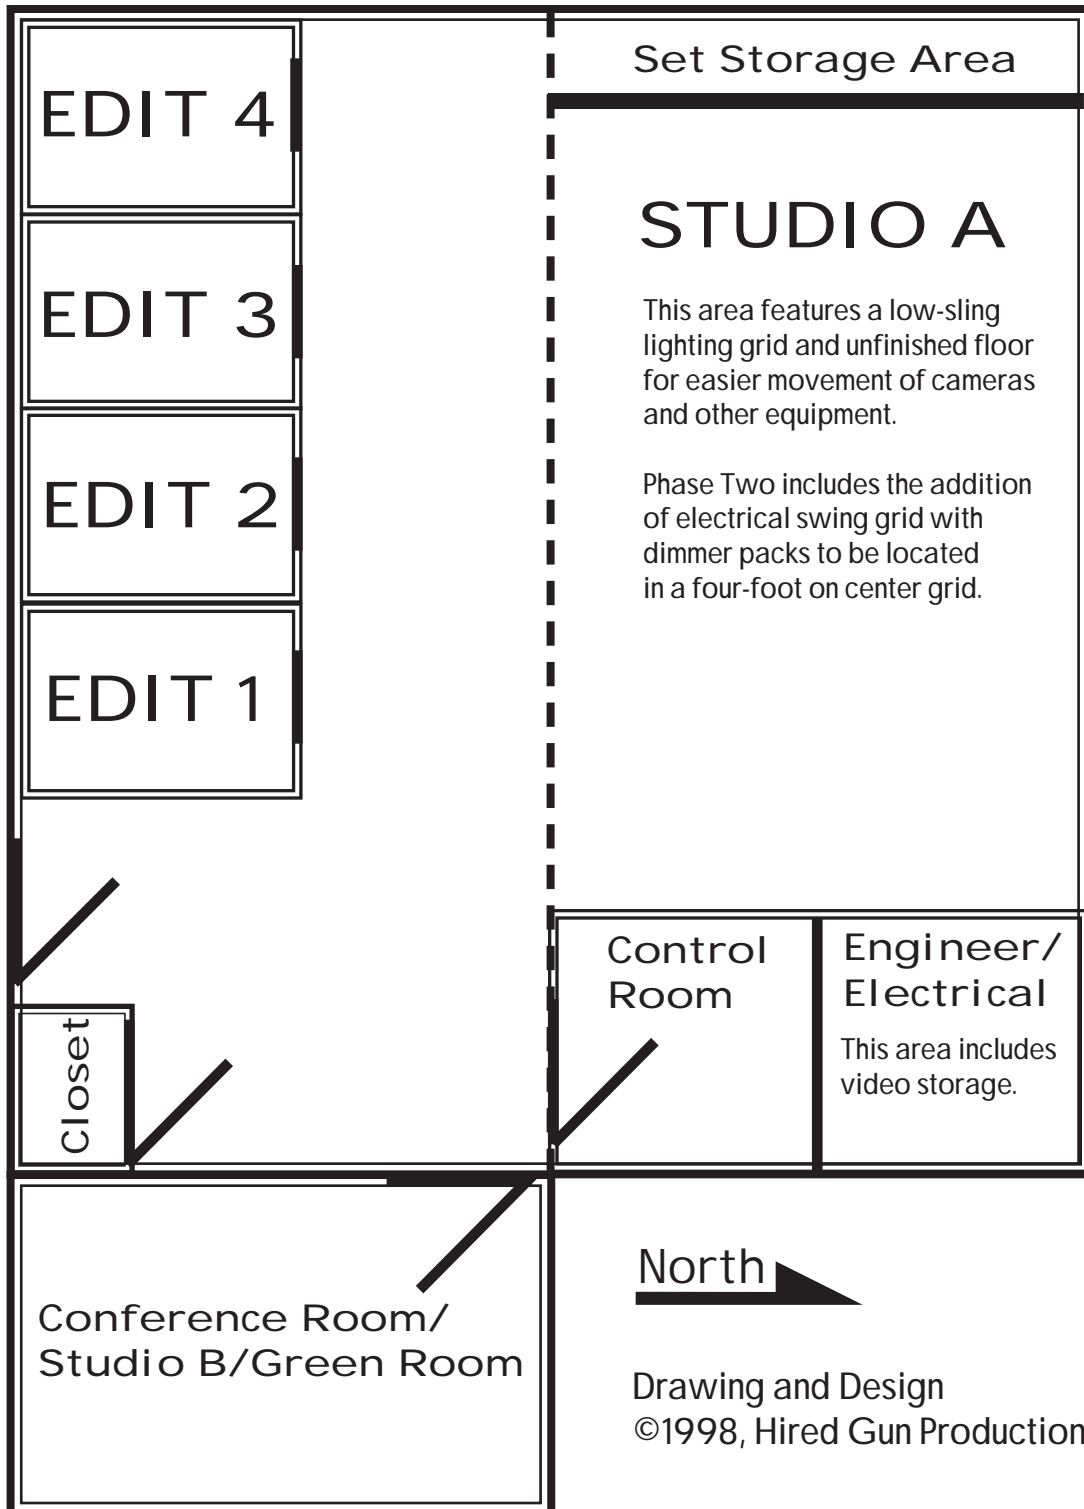 EDIT 4
EDIT 3
EDIT 2
EDIT 1
Closet
Set Storage Area
STUDIO A
This area features a low-sling
lighting grid and unfinished floor
for easier movement of cameras
and other equipment.
Phase Two includes the addition
of electrical swing grid with
dimmer packs to be located
in a four-foot on center grid.
Control
Room
Engineer/
Electrical
This area includes
video storage.
Conference Room/
Studio B/Green Room
North
Drawing and Design
©1998, Hired Gun Production